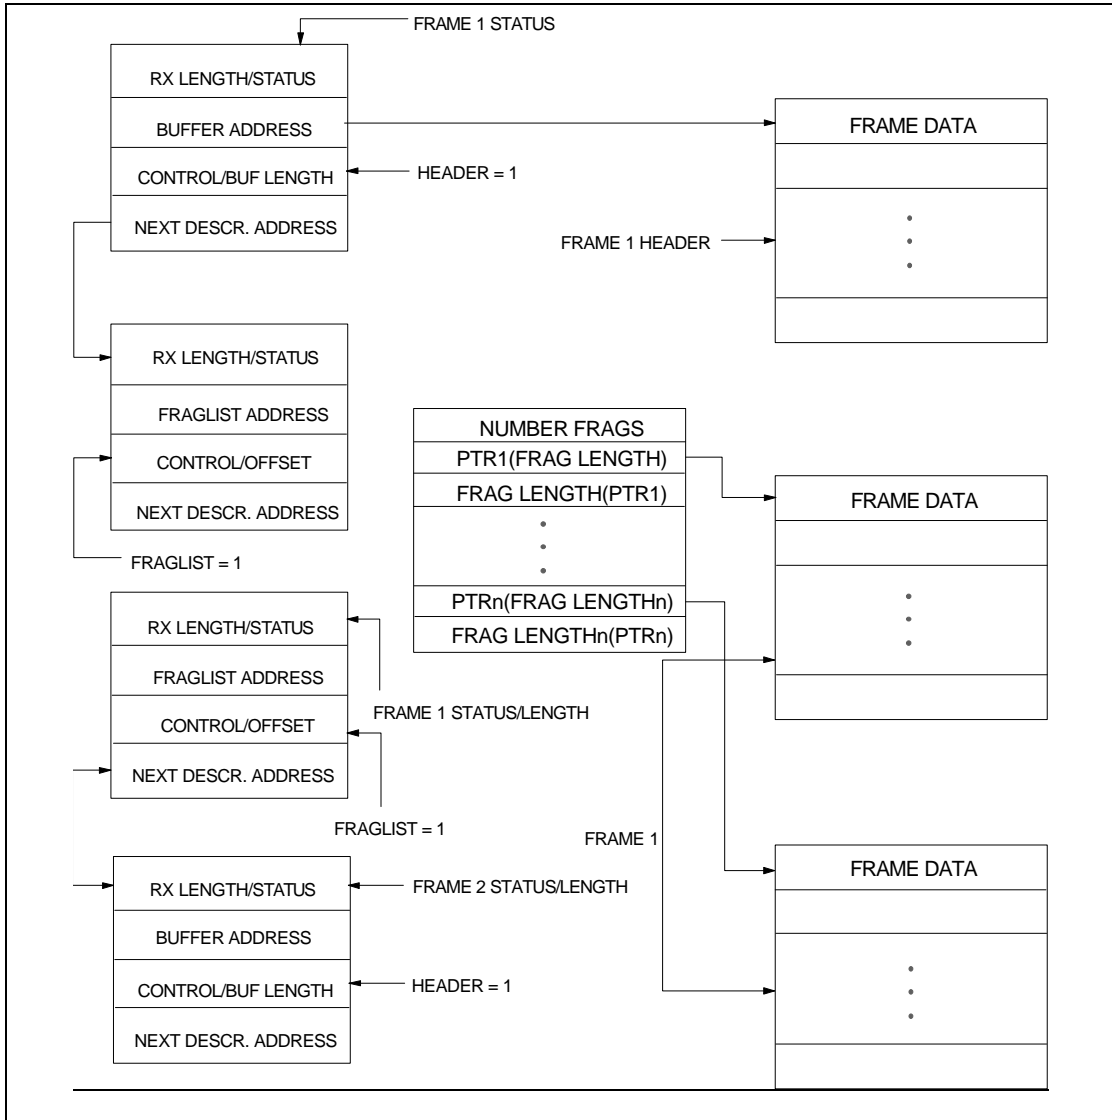 FRAME 1 STATUS
RX LENGTH/STATUS
BUFFER ADDRESS
CONTROL/BUF LENGTH
NEXT DESCR. ADDRESS
HEADER = 1
FRAME DATA
FRAME 1 HEADER
RX LENGTH/STATUS
FRAGLIST ADDRESS
CONTROL/OFFSET
NEXT DESCR. ADDRESS
FRAGLIST = 1
NUMBER FRAGS
PTR1(FRAG LENGTH)
FRAG LENGTH(PTR1)
PTRn(FRAG LENGTHn)
FRAG LENGTHn(PTRn)
FRAME DATA
RX LENGTH/STATUS
FRAGLIST ADDRESS
CONTROL/OFFSET
NEXT DESCR. ADDRESS
FRAME 1 STATUS/LENGTH
FRAGLIST = 1
FRAME 1
FRAME DATA
RX LENGTH/STATUS
BUFFER ADDRESS
CONTROL/BUF LENGTH
NEXT DESCR. ADDRESS
FRAME 2 STATUS/LENGTH
HEADER = 1